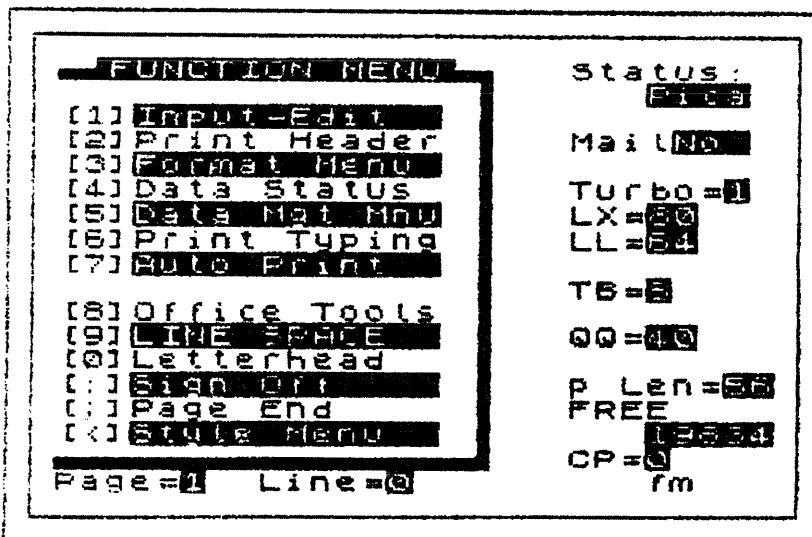 FUNCTION MENU
[1] Input-Edit
[2] Print Header
[3] Format Menu
[4] Data Status
[5] Data Mgt Mnu
[6] Print Typing
[7] Auto Print
[8] Office Tools
[9] LINE SPACE
[0] Letterhead
[:] Sign Off
[;] Page End
[<] Style Menu
Page=1 Line=0
Status:
Pica
Mail No
Turbo=1
LX=80
LL=64
TB=8
QQ=40
p Len=56
FREE
CP=0
fm